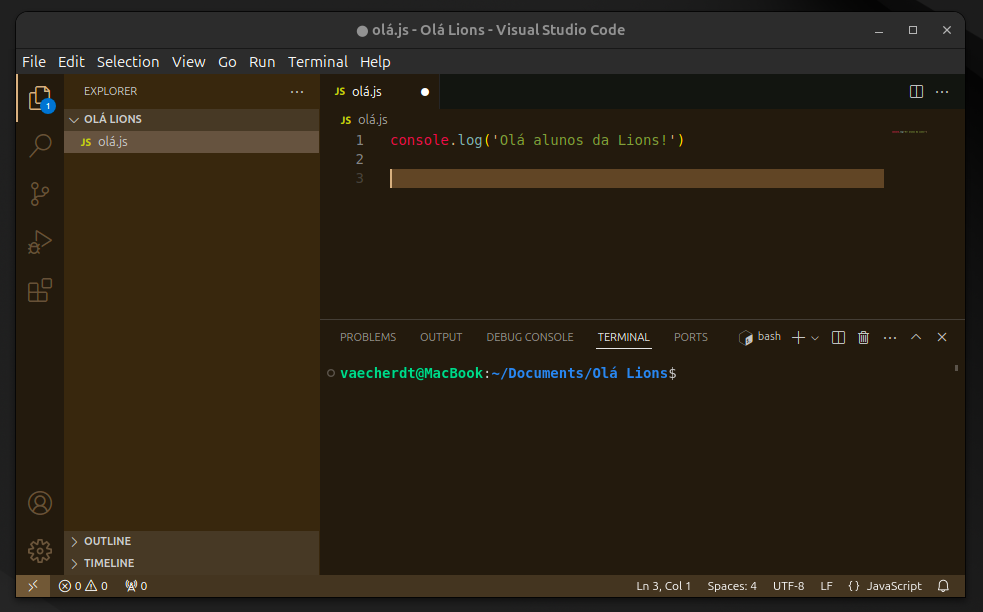 olá.js - Olá Lions - Visual Studio Code
File Edit Selection View Go Run Terminal Help
EXPLORER
1
OLÁ LIONS
JS olá.js
JS olá.js
JS olá.js
1 console.log('Olá alunos da Lions!')
2
3
PROBLEMS OUTPUT DEBUG CONSOLE TERMINAL PORTS bash
vaecherdt@MacBook:~/Documents/Olá Lions$
OUTLINE
TIMELINE
0 0 0 Ln 3, Col 1 Spaces: 4 UTF-8 LF {} JavaScript